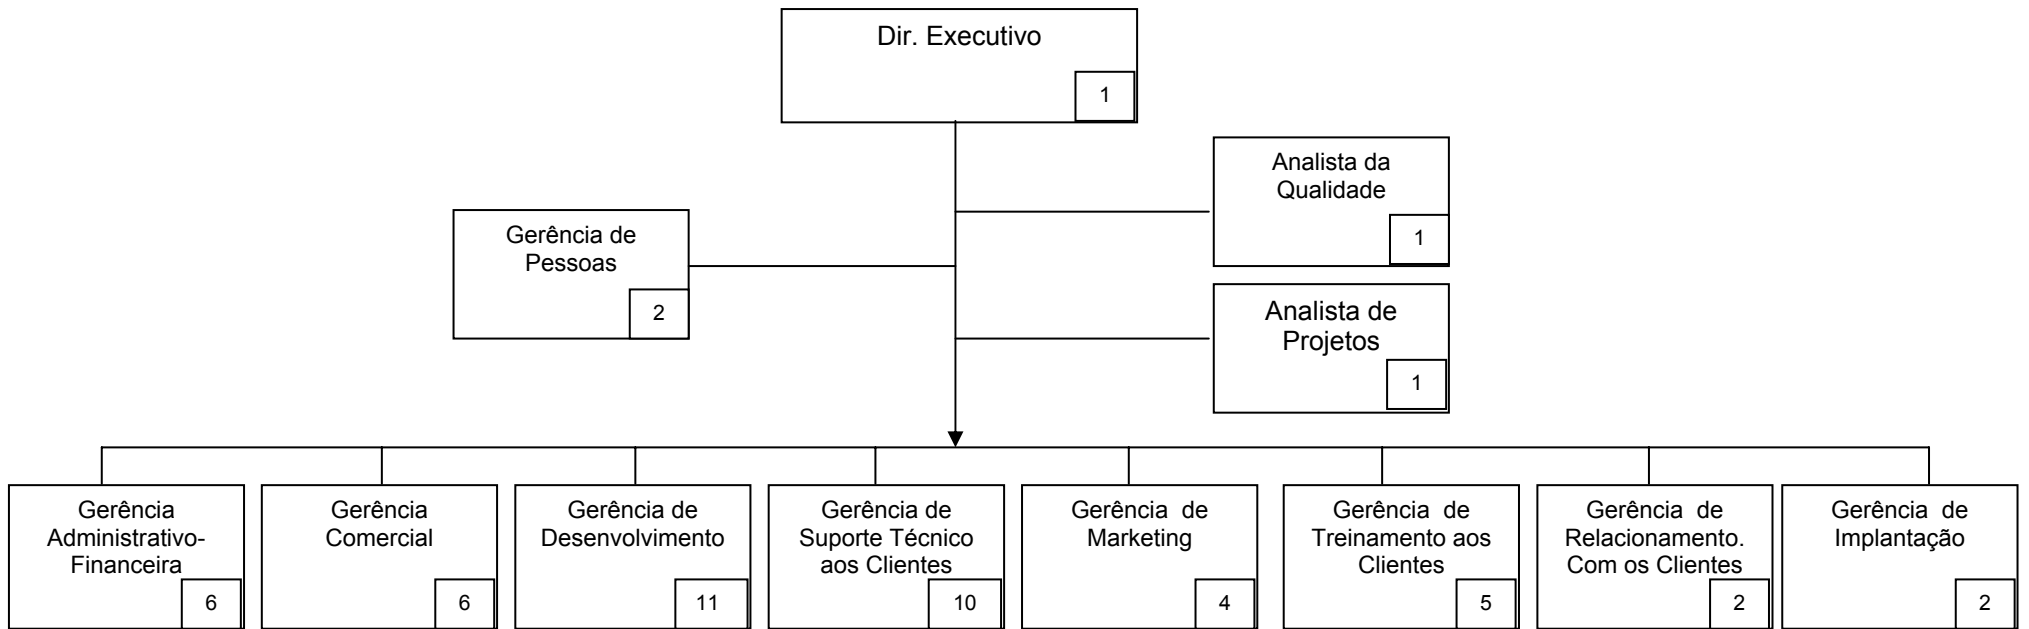 Dir. Executivo
1
Analista da
Qualidade
1
Gerência de
Pessoas
2
Analista de
Projetos
1
Gerência
Administrativo-
Financeira
6
Gerência
Comercial
6
Gerência de
Desenvolvimento
11
Gerência de
Suporte Técnico
aos Clientes
10
Gerência de
Marketing
4
Gerência de
Treinamento aos
Clientes
5
Gerência de
Relacionamento.
Com os Clientes
2
Gerência de
Implantação
2